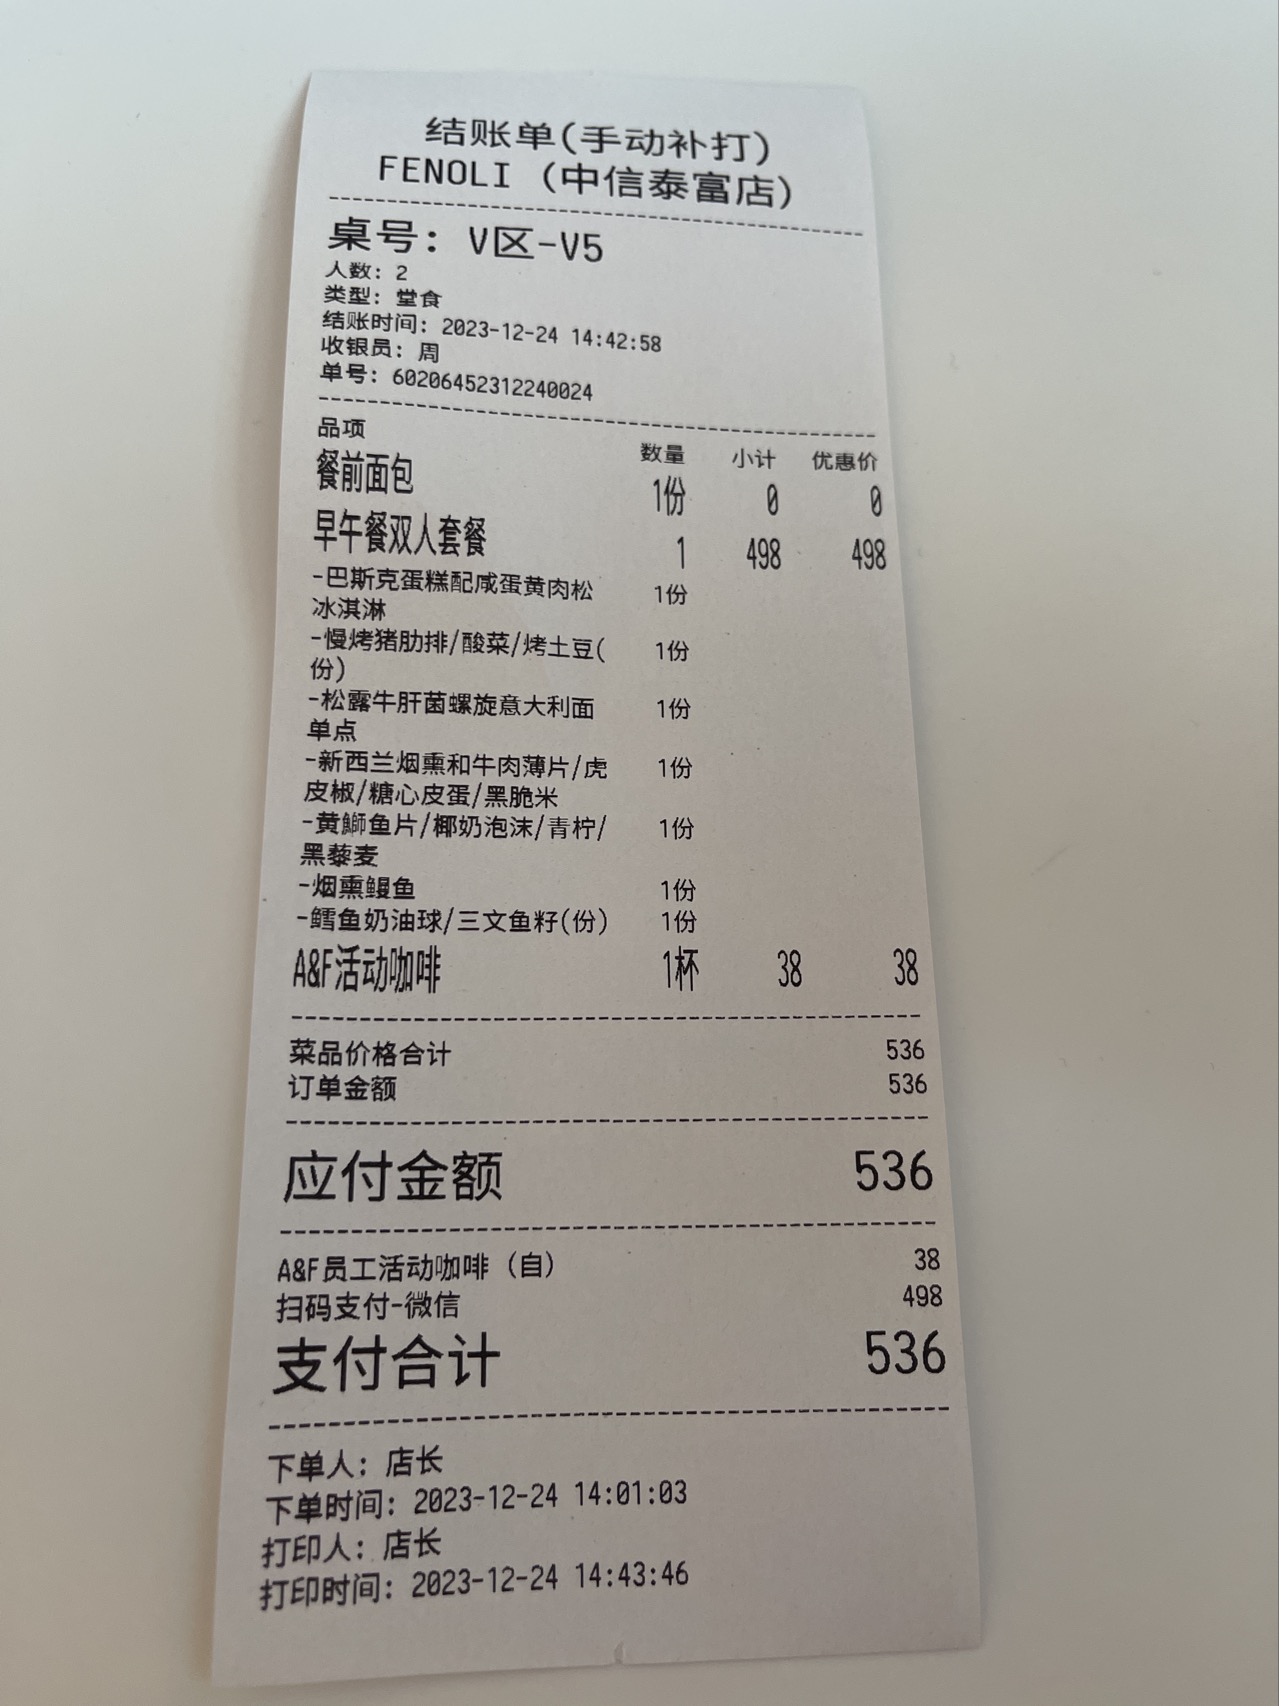 结账单(手动补打)
FENOLI (中信泰富店)
桌号: V区-V5
人数: 2
类型: 堂食
结账时间: 2023-12-24 14:42:58
收银员: 周
单号: 602064523122400​24
品项 数量 小计 优惠价
餐前面包 1份 0 0
早午餐双人套餐 1 498 498
-巴斯克蛋糕配咸蛋黄肉松 1份
冰淇淋
-慢烤猪肋排/酸菜/烤土豆( 1份
份)
-松露牛肝菌螺旋意大利面 1份
单点
-新西兰烟熏和牛肉薄片/虎 1份
皮椒/糖心皮蛋/黑脆米
-黄鰤鱼片/椰奶泡沫/青柠/ 1份
黑藜麦
-烟熏鳗鱼 1份
-鳕鱼奶油球/三文鱼籽(份) 1份
A&F活动咖啡 1杯 38 38
菜品价格合计 536
订单金额 536
应付金额 536
A&F员工活动咖啡 (自) 38
扫码支付-微信 498
支付合计 536
下单人: 店长
下单时间: 2023-12-24 14:01:03
打印人: 店长
打印时间: 2023-12-24 14:43:46